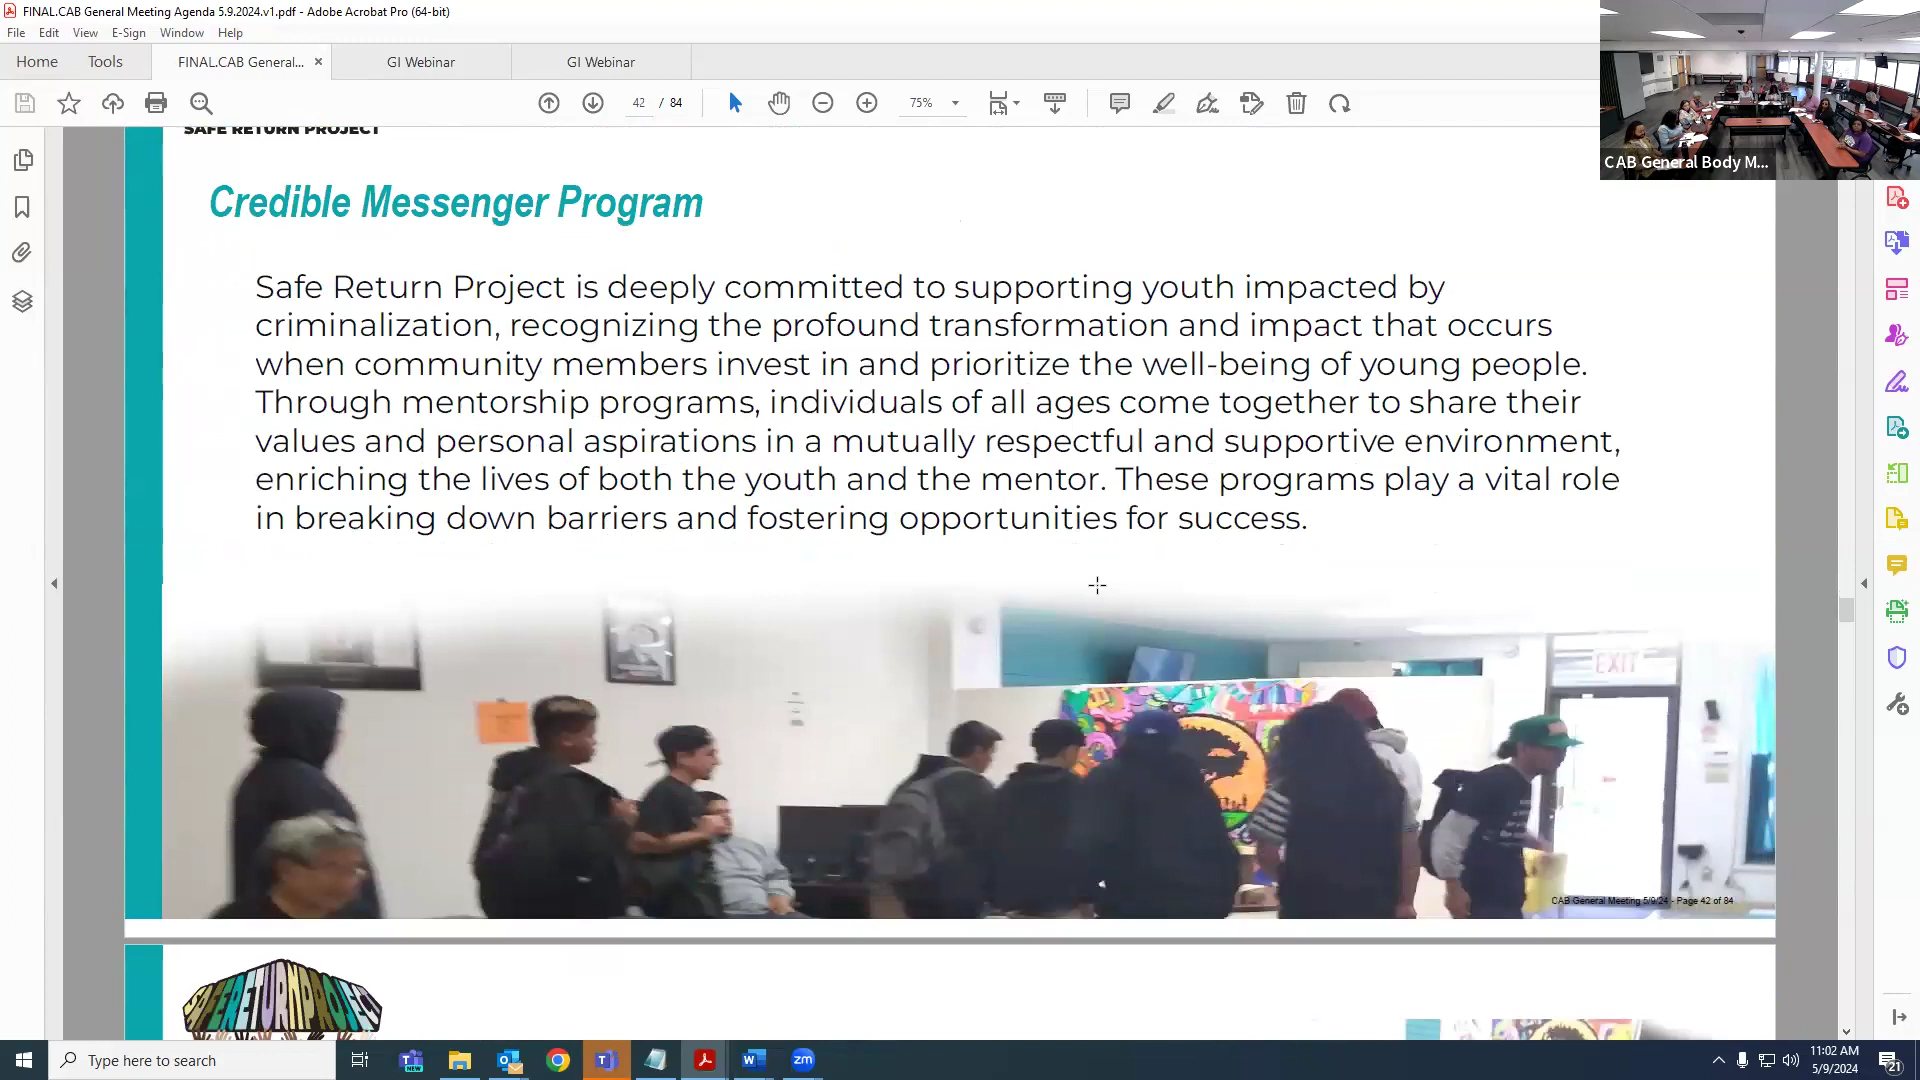 FINAL.CAB General Meeting Agenda 5.9.2024.v1.pdf - Adobe Acrobat Pro (64-bit)
File Edit View E-Sign Window Help
Home Tools FINAL.CAB General... × GI Webinar GI Webinar
42 / 84 75%
CAB General Body M...
SAFE RETURN PROJECT
Credible Messenger Program
Safe Return Project is deeply committed to supporting youth impacted by
criminalization, recognizing the profound transformation and impact that occurs
when community members invest in and prioritize the well-being of young people.
Through mentorship programs, individuals of all ages come together to share their
values and personal aspirations in a mutually respectful and supportive environment,
enriching the lives of both the youth and the mentor. These programs play a vital role
in breaking down barriers and fostering opportunities for success.
EXIT
CAB General Meeting 5/9/24 - Page 42 of 84
SAFERETURNPROJECT
Type here to search
NEW
11:02 AM
5/9/2024
21